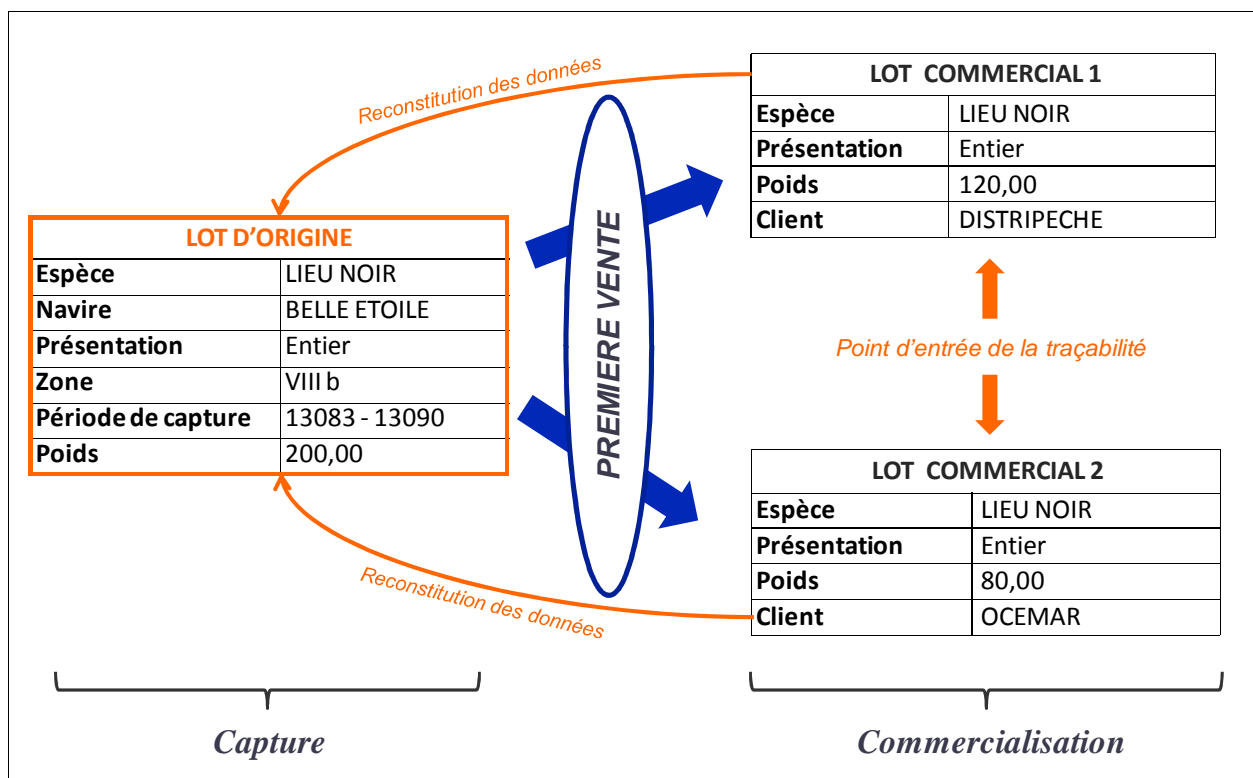 Reconstitution des données
LOT COMMERCIAL 1
Espèce LIEU NOIR
Présentation Entier
Poids 120,00
Client DISTRIPECHE
LOT D'ORIGINE
Espèce LIEU NOIR
Navire BELLE ETOILE
Présentation Entier
Zone VIII b
Période de capture 13083 - 13090
Poids 200,00
PREMIERE VENTE
Point d'entrée de la traçabilité
LOT COMMERCIAL 2
Espèce LIEU NOIR
Présentation Entier
Poids 80,00
Client OCEMAR
Reconstitution des données
Capture
Commercialisation